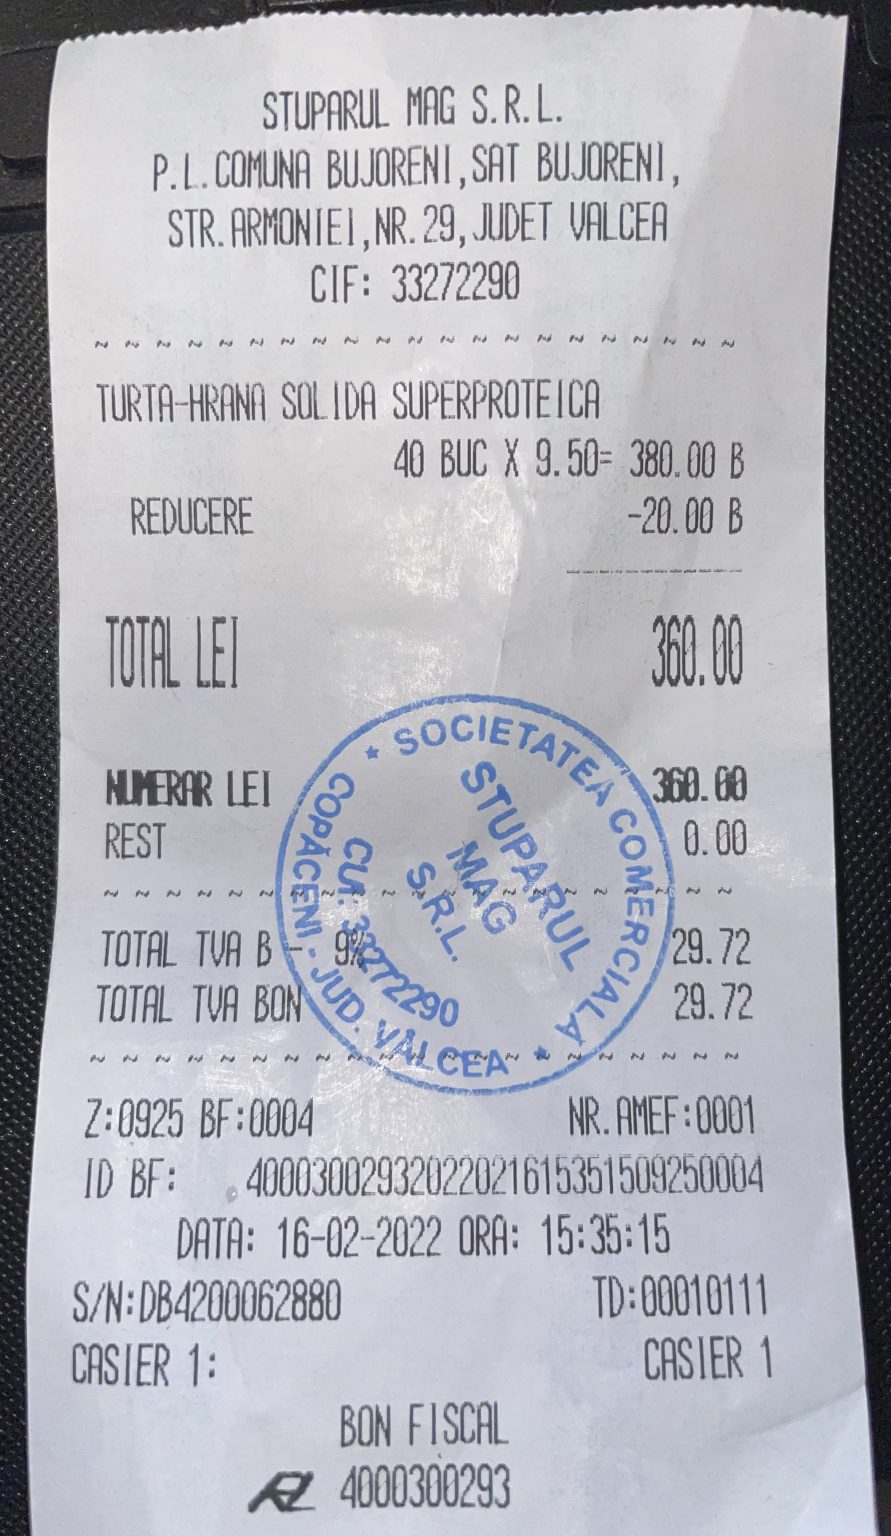 STUPARUL MAG S.R.L.
P.L.COMUNA BUJORENI,SAT BUJORENI,
STR.ARMONIEI,NR.29,JUDET VALCEA
CIF: 33272290
~ ~ ~ ~ ~ ~ ~ ~ ~ ~ ~ ~ ~ ~ ~ ~ ~ ~ ~ ~ ~
TURTA-HRANA SOLIDA SUPERPROTEICA
40 BUC X 9.50= 380.00 B
REDUCERE -20.00 B
TOTAL LEI 360.00
NUMERAR LEI 360.00
REST 0.00
~ ~ ~ ~ ~ ~ ~ ~ ~ ~ ~ ~ ~ ~ ~ ~ ~ ~ ~ ~ ~
TOTAL TVA B - 9% 29.72
TOTAL TVA BON 29.72
~ ~ ~ ~ ~ ~ ~ ~ ~ ~ ~ ~ ~ ~ ~ ~ ~ ~ ~ ~ ~
Z:0925 BF:0004 NR.AMEF:0001
ID BF: 40003002932022021615351509250004
DATA: 16-02-2022 ORA: 15:35:15
S/N:DB4200062880 TD:00010111
CASIER 1: CASIER 1
BON FISCAL
4000300293
* SOCIETATEA COMERCIALA *
COPĂCENI - JUD. VÂLCEA
STUPARUL
MAG
S.R.L.
CUI: 33272290